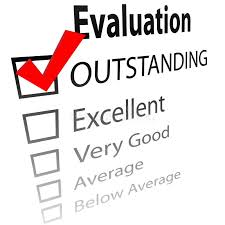 Evaluation
OUTSTANDING
Excellent
Very Good
Average
Below Average